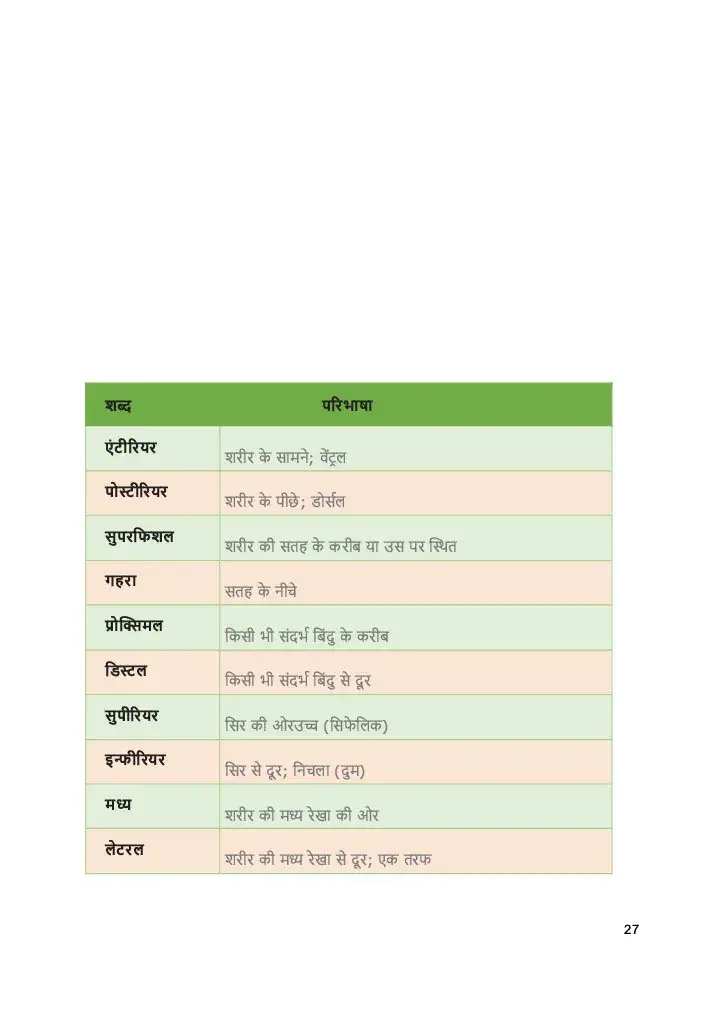 शब्द परिभाषा
एंटीरियर शरीर के सामने; वेंट्रल
पोस्टीरियर शरीर के पीछे; डोर्सल
सुपरफिशल शरीर की सतह के करीब या उस पर स्थित
गहरा सतह के नीचे
प्रोक्सिमल किसी भी संदर्भ बिंदु के करीब
डिस्टल किसी भी संदर्भ बिंदु से दूर
सुपीरियर सिर की ओरउच्च (सिफेलिक)
इन्फीरियर सिर से दूर; निचला (दुम)
मध्य शरीर की मध्य रेखा की ओर
लेटरल शरीर की मध्य रेखा से दूर; एक तरफ
27